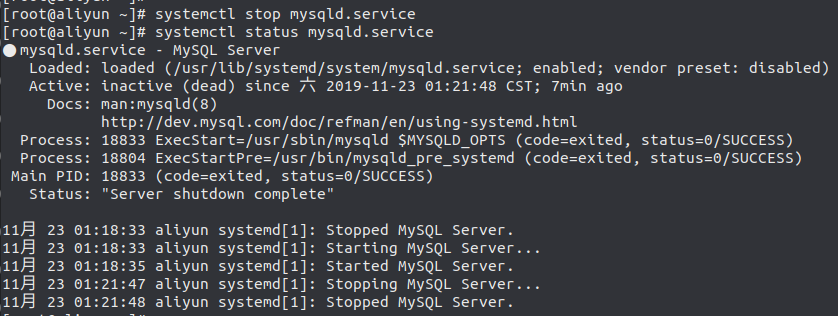 [root@aliyun ~]#
[root@aliyun ~]# systemctl stop mysqld.service
[root@aliyun ~]# systemctl status mysqld.service
● mysqld.service - MySQL Server
Loaded: loaded (/usr/lib/systemd/system/mysqld.service; enabled; vendor preset: disabled)
Active: inactive (dead) since 六 2019-11-23 01:21:48 CST; 7min ago
Docs: man:mysqld(8)
http://dev.mysql.com/doc/refman/en/using-systemd.html
Process: 18833 ExecStart=/usr/sbin/mysqld $MYSQLD_OPTS (code=exited, status=0/SUCCESS)
Process: 18804 ExecStartPre=/usr/bin/mysqld_pre_systemd (code=exited, status=0/SUCCESS)
Main PID: 18833 (code=exited, status=0/SUCCESS)
Status: "Server shutdown complete"
11月 23 01:18:33 aliyun systemd[1]: Stopped MySQL Server.
11月 23 01:18:33 aliyun systemd[1]: Starting MySQL Server...
11月 23 01:18:35 aliyun systemd[1]: Started MySQL Server.
11月 23 01:21:47 aliyun systemd[1]: Stopping MySQL Server...
11月 23 01:21:48 aliyun systemd[1]: Stopped MySQL Server.